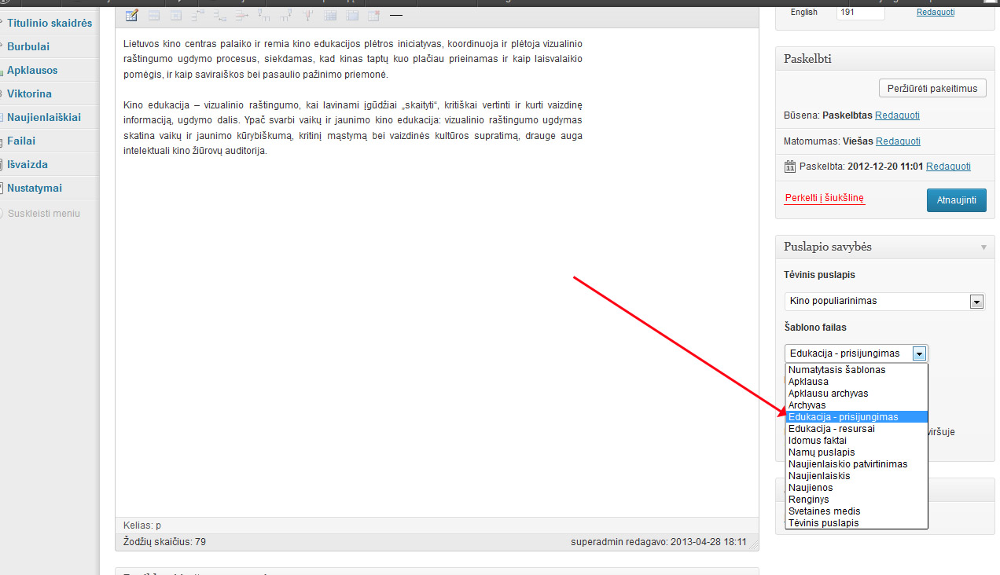 Titulinio skaidrės
Burbulai
Apklausos
Viktorina
Naujienlaiškiai
Failai
Išvaizda
Nustatymai
Suskleisti meniu
Lietuvos kino centras palaiko ir remia kino edukacijos plėtros iniciatyvas, koordinuoja ir plėtoja vizualinio
raštingumo ugdymo procesus, siekdamas, kad kinas taptų kuo plačiau prieinamas ir kaip laisvalaikio
pomėgis, ir kaip saviraiškos bei pasaulio pažinimo priemonė.
Kino edukacija – vizualinio raštingumo, kai lavinami įgūdžiai „skaityti“, kritiškai vertinti ir kurti vaizdinę
informaciją, ugdymo dalis. Ypač svarbi vaikų ir jaunimo kino edukacija: vizualinio raštingumo ugdymas
skatina vaikų ir jaunimo kūrybiškumą, kritinį mąstymą bei vaizdinės kultūros supratimą, drauge auga
intelektuali kino žiūrovų auditorija.
Kelias: p
Žodžių skaičius: 79
superadmin redagavo: 2013-04-28 18:11
English 191 Redaguoti
Paskelbti
Peržiūrėti pakeitimus
Būsena: Paskelbtas Redaguoti
Matomumas: Viešas Redaguoti
11 Paskelbta: 2012-12-20 11:01 Redaguoti
Perkelti į šiukšlinę
Atnaujinti
Puslapio savybės
Tėvinis puslapis
Kino populiarinimas
Šablono failas
Edukacija - prisijungimas
Numatytasis šablonas
Apklausa
Apklausu archyvas
Archyvas
Edukacija - prisijungimas
Edukacija - resursai
viršuje
Idomus faktai
Namų puslapis
Naujienlaiskio patvirtinimas
Naujienlaiskis
Naujienos
Renginys
Svetaines medis
Tėvinis puslapis